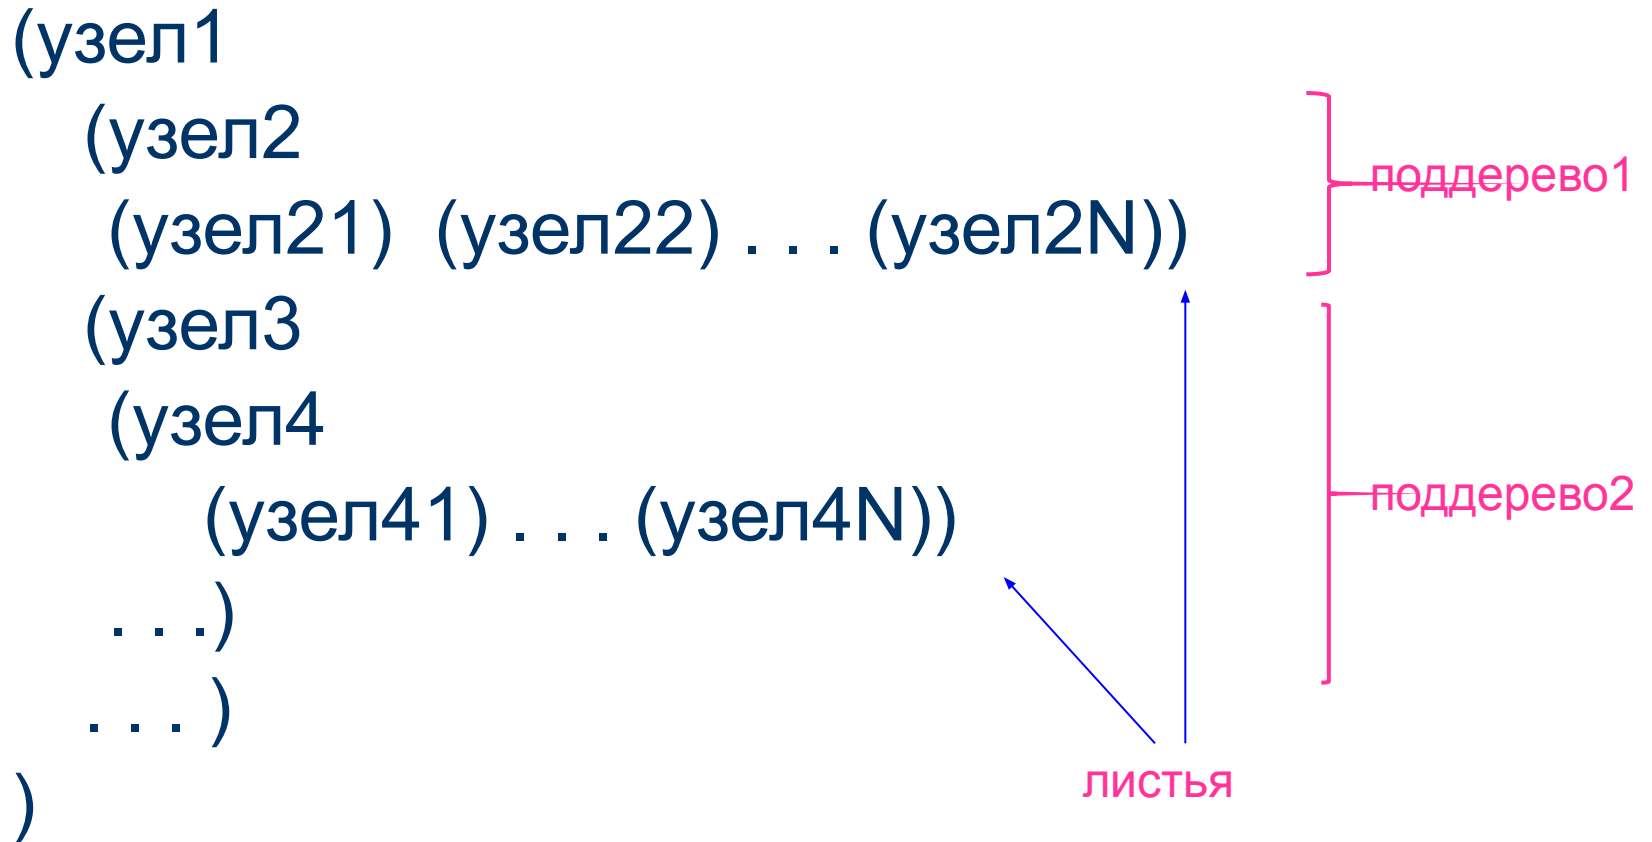 (узел1
(узел2
поддерево1
(узел21) (узел22) . . . (узел2N))
(узел3
(узел4
поддерево2
(узел41) . . . (узел4N))
. . .)
. . . )
листья
)